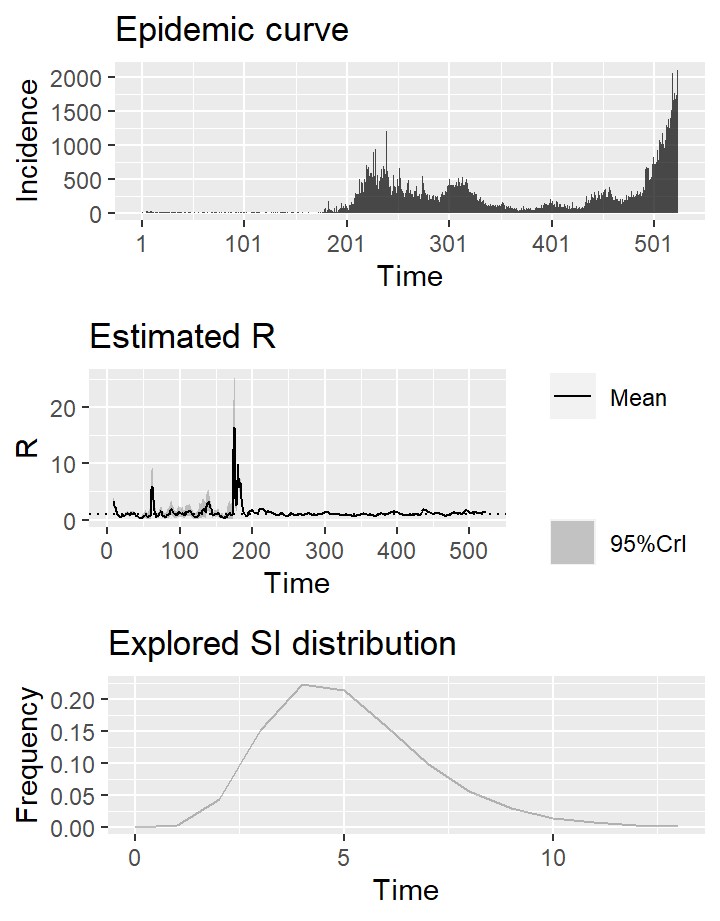 Epidemic curve
2000
1500
1000
500
0
Incidence
1 101 201 301 401 501
Time
Estimated R
20
10
0
R
0 100 200 300 400 500
Time
Mean
95%CrI
Explored SI distribution
0.20
0.15
0.10
0.05
0.00
Frequency
0 5 10
Time